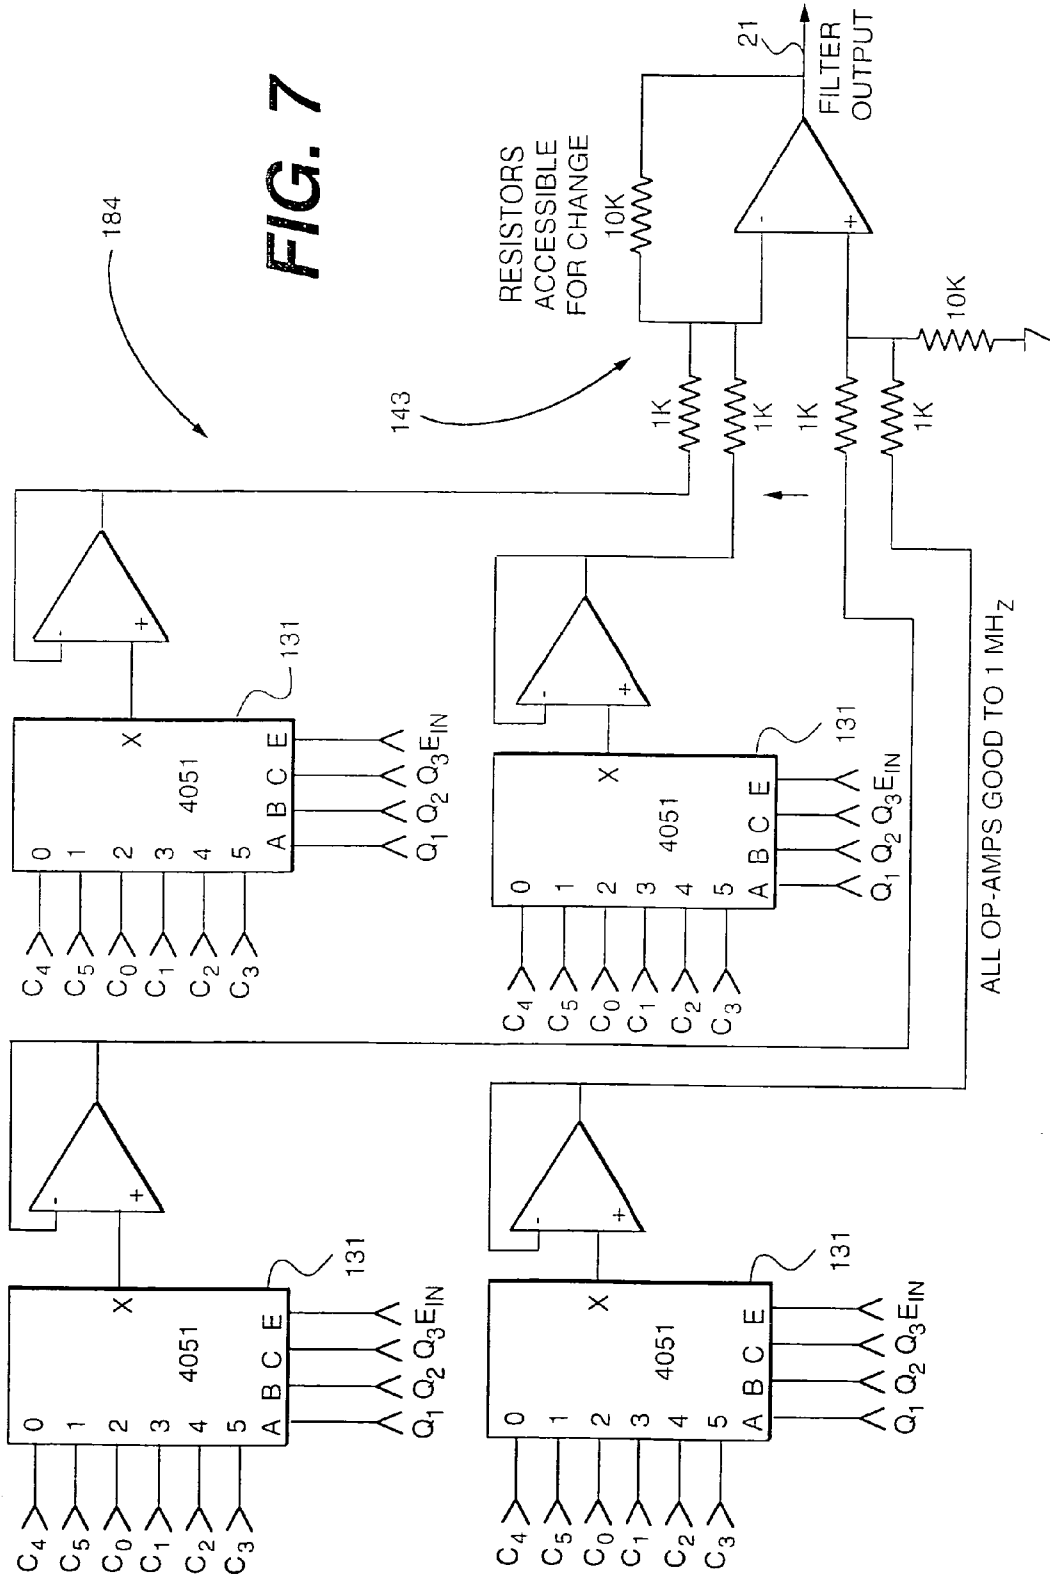 FIG. 7
184
C4
C5
C0
C1
C2
C3
0
1
2
3
4
5
4051
X
A B C E
Q1 Q2 Q3 EIN
131
-
+
C4
C5
C0
C1
C2
C3
0
1
2
3
4
5
4051
X
A B C E
Q1 Q2 Q3 EIN
131
-
+
C4
C5
C0
C1
C2
C3
0
1
2
3
4
5
4051
X
A B C E
Q1 Q2 Q3 EIN
131
-
+
C4
C5
C0
C1
C2
C3
0
1
2
3
4
5
4051
X
A B C E
Q1 Q2 Q3 EIN
131
-
+
143
RESISTORS
ACCESSIBLE
FOR CHANGE
10K
1K
1K
1K
1K
10K
-
+
21
FILTER
OUTPUT
ALL OP-AMPS GOOD TO 1 MHZ